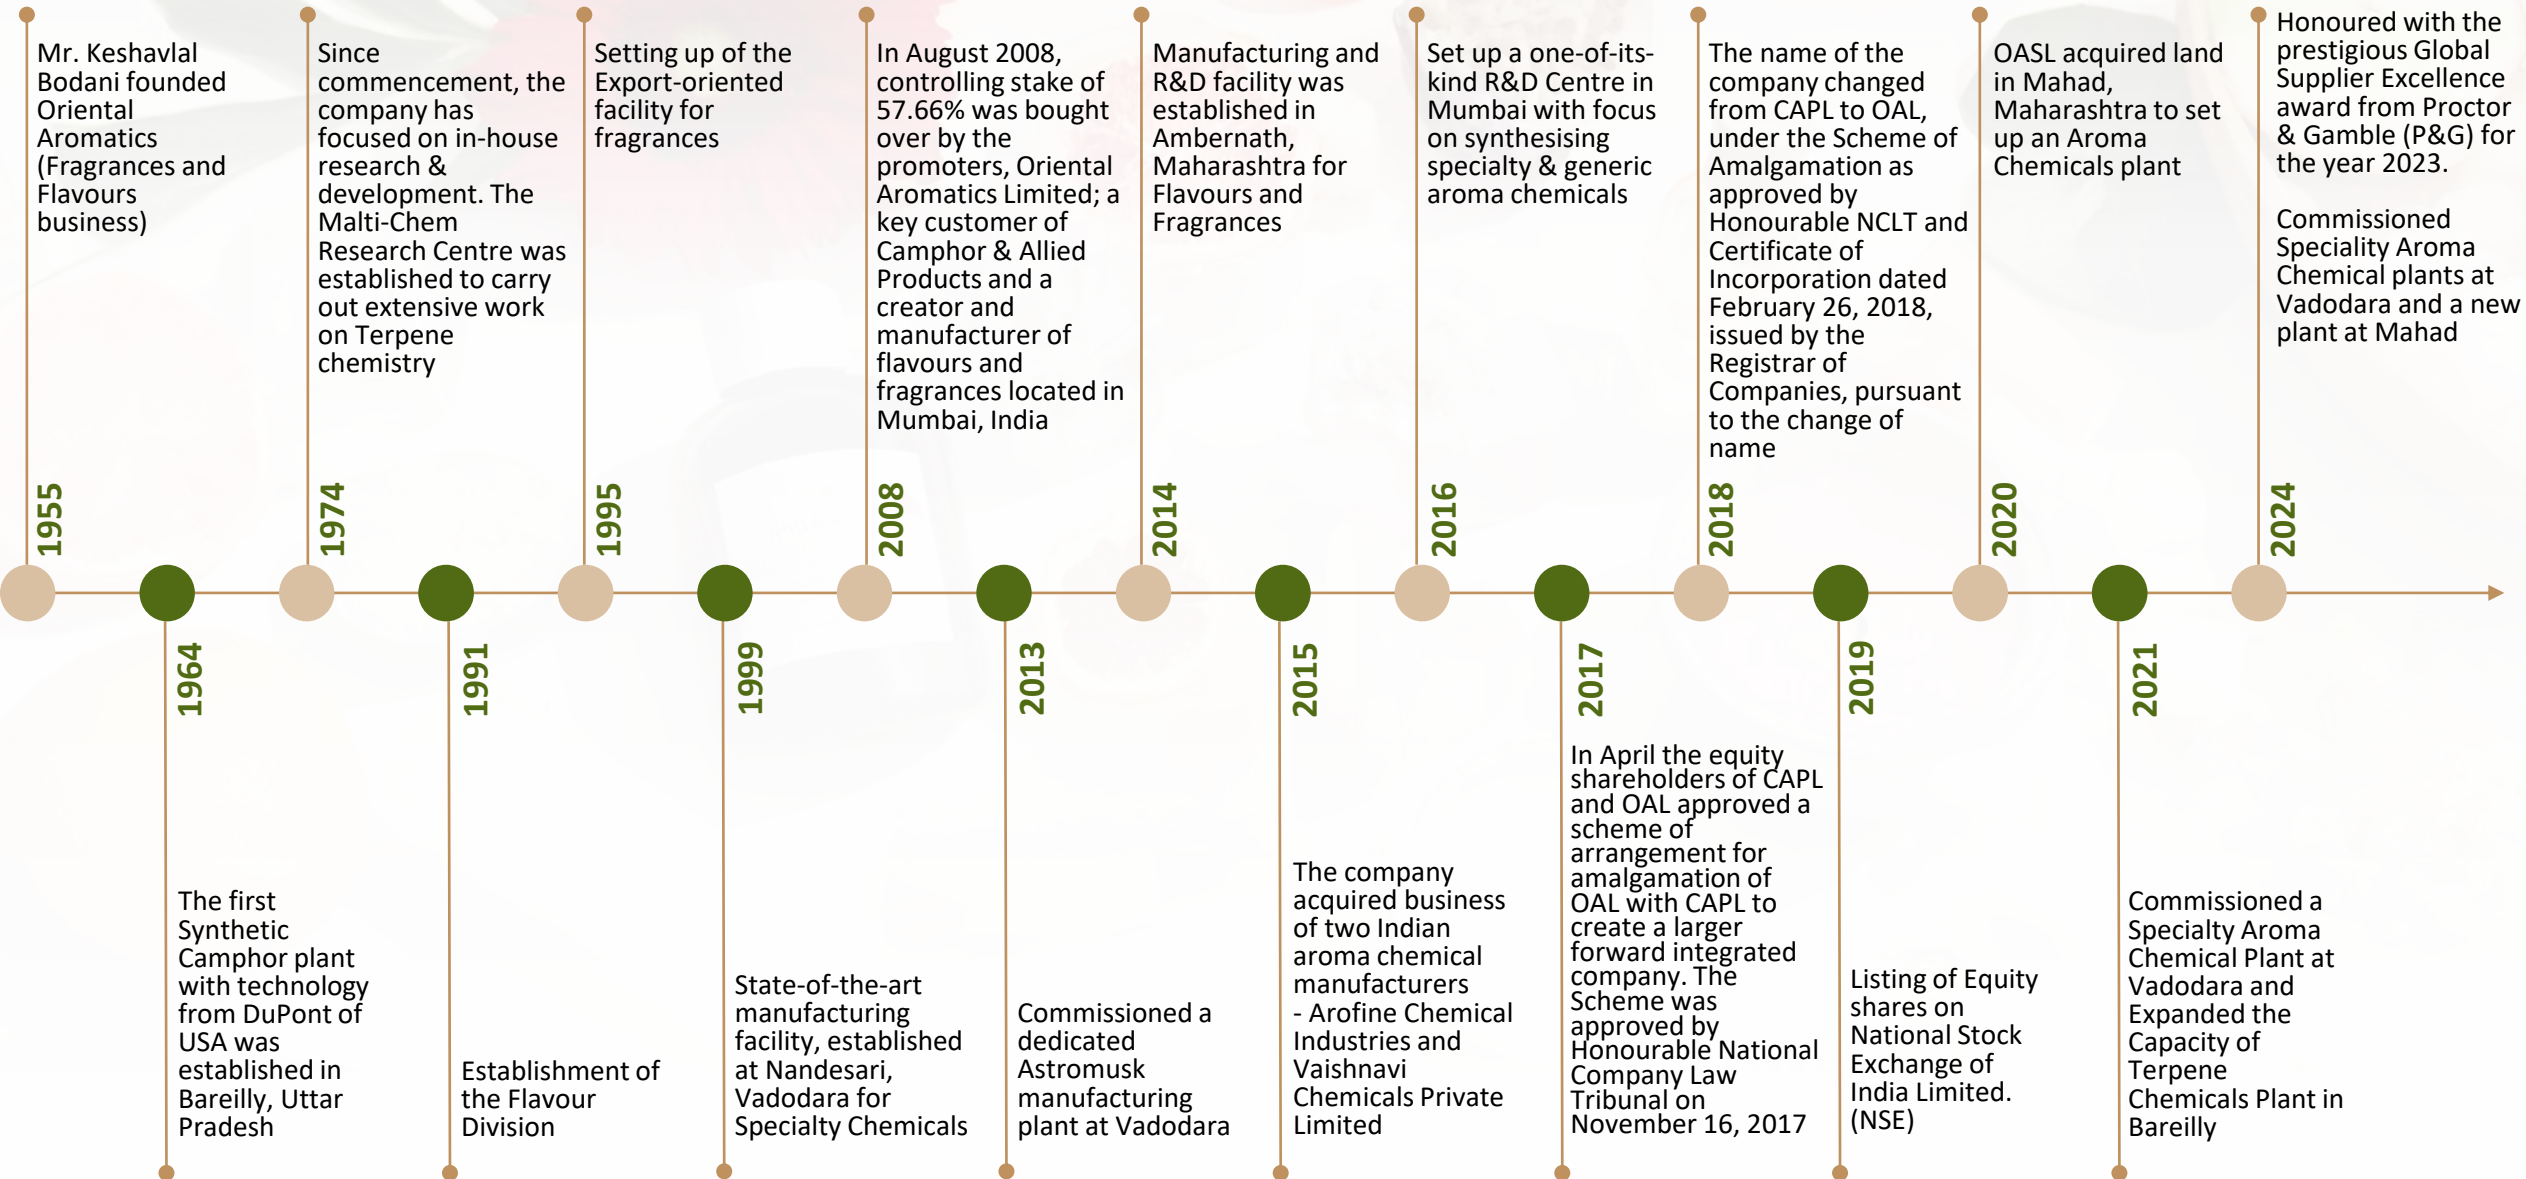 Mr. Keshavlal
Bodani founded
Oriental
Aromatics
(Fragrances and
Flavours
business)
1955
The first
Synthetic
Camphor plant
with technology
from DuPont of
USA was
established in
Bareilly, Uttar
Pradesh
1964
Since
commencement, the
company has
focused on in-house
research &
development. The
Malti-Chem
Research Centre was
established to carry
out extensive work
on Terpene
chemistry
1974
Establishment of
the Flavour
Division
1991
Setting up of the
Export-oriented
facility for
fragrances
1995
State-of-the-art
manufacturing
facility, established
at Nandesari,
Vadodara for
Specialty Chemicals
1999
In August 2008,
controlling stake of
57.66% was bought
over by the
promoters, Oriental
Aromatics Limited; a
key customer of
Camphor & Allied
Products and a
creator and
manufacturer of
flavours and
fragrances located in
Mumbai, India
2008
Commissioned a
dedicated
Astromusk
manufacturing
plant at Vadodara
2013
Manufacturing and
R&D facility was
established in
Ambernath,
Maharashtra for
Flavours and
Fragrances
2014
The company
acquired business
of two Indian
aroma chemical
manufacturers
- Arofine Chemical
Industries and
Vaishnavi
Chemicals Private
Limited
2015
Set up a one-of-its-
kind R&D Centre in
Mumbai with focus
on synthesising
specialty & generic
aroma chemicals
2016
In April the equity
shareholders of CAPL
and OAL approved a
scheme of
arrangement for
amalgamation of
OAL with CAPL to
create a larger
forward integrated
company. The
Scheme was
approved by
Honourable National
Company Law
Tribunal on
November 16, 2017
2017
The name of the
company changed
from CAPL to OAL,
under the Scheme of
Amalgamation as
approved by
Honourable NCLT and
Certificate of
Incorporation dated
February 26, 2018,
issued by the
Registrar of
Companies, pursuant
to the change of
name
2018
Listing of Equity
shares on
National Stock
Exchange of
India Limited.
(NSE)
2019
OASL acquired land
in Mahad,
Maharashtra to set
up an Aroma
Chemicals plant
2020
Commissioned a
Specialty Aroma
Chemical Plant at
Vadodara and
Expanded the
Capacity of
Terpene
Chemicals Plant in
Bareilly
2021
Honoured with the
prestigious Global
Supplier Excellence
award from Proctor
& Gamble (P&G) for
the year 2023.
Commissioned
Speciality Aroma
Chemical plants at
Vadodara and a new
plant at Mahad
2024